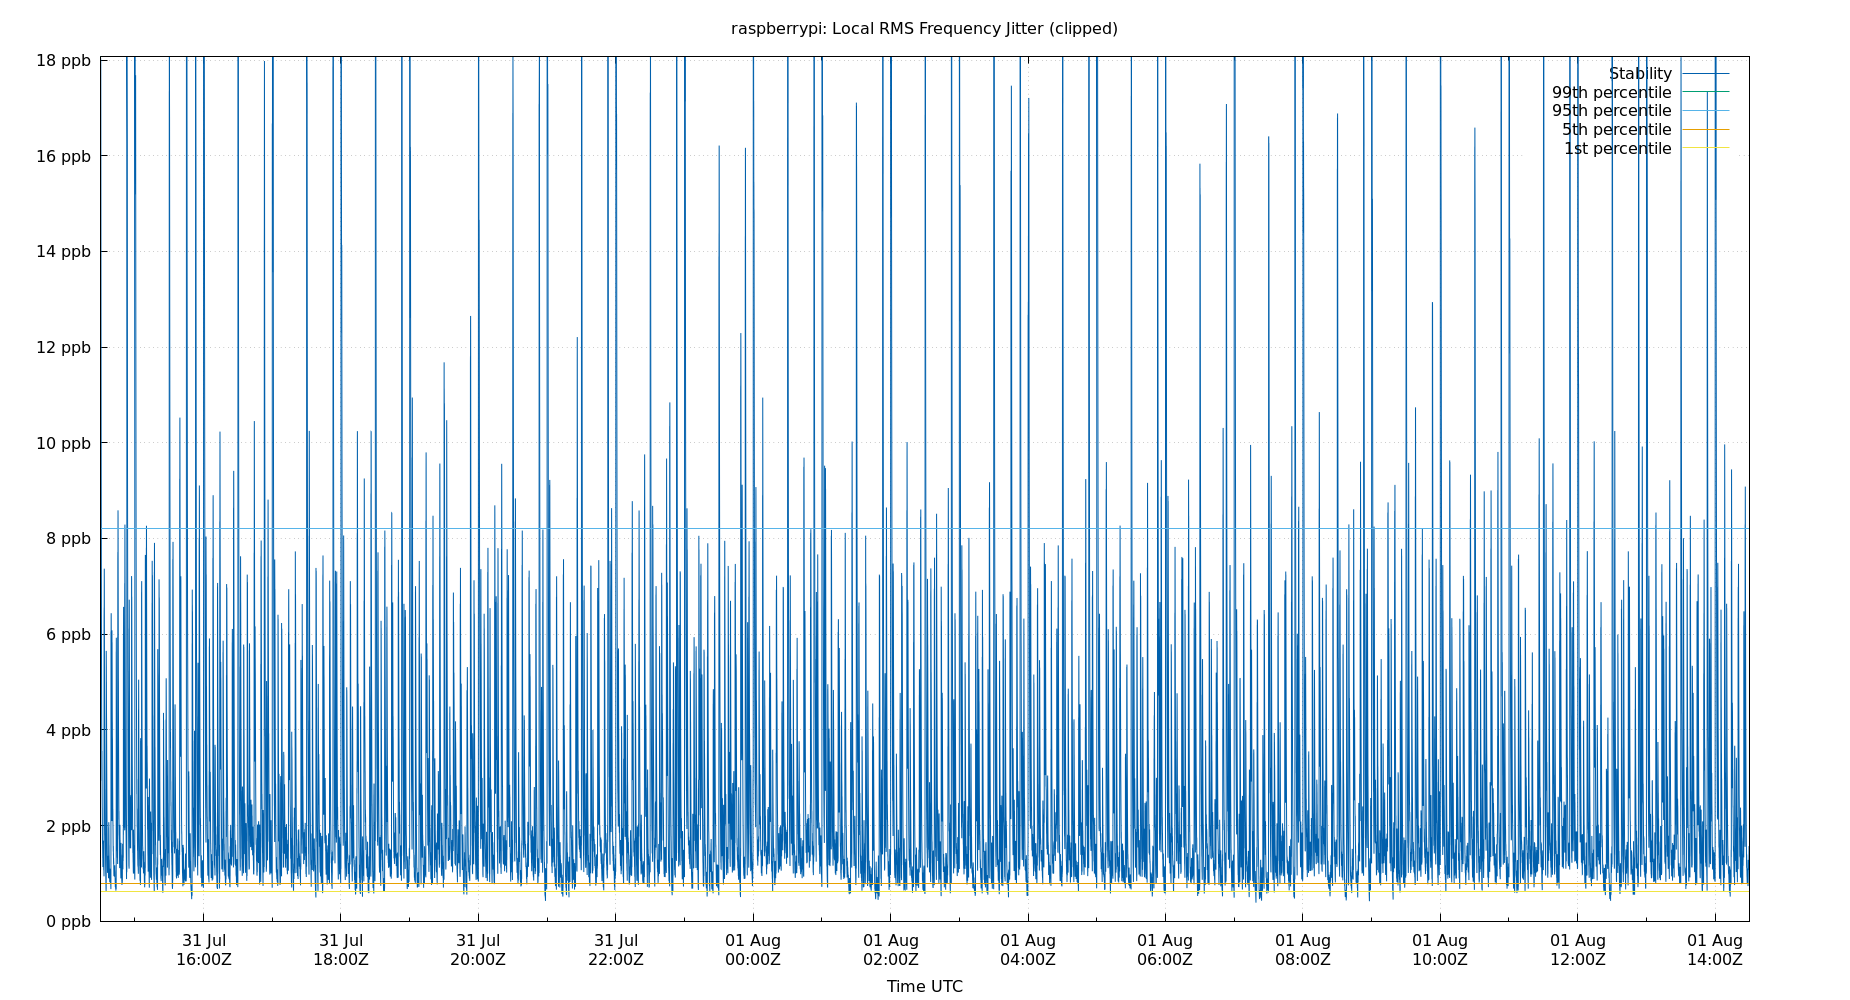 raspberrypi: Local RMS Frequency Jitter (clipped)
18 ppb
16 ppb
14 ppb
12 ppb
10 ppb
8 ppb
6 ppb
4 ppb
2 ppb
0 ppb
Stability
99th percentile
95th percentile
5th percentile
1st percentile
31 Jul
16:00Z
31 Jul
18:00Z
31 Jul
20:00Z
31 Jul
22:00Z
01 Aug
00:00Z
01 Aug
02:00Z
01 Aug
04:00Z
01 Aug
06:00Z
01 Aug
08:00Z
01 Aug
10:00Z
01 Aug
12:00Z
01 Aug
14:00Z
Time UTC